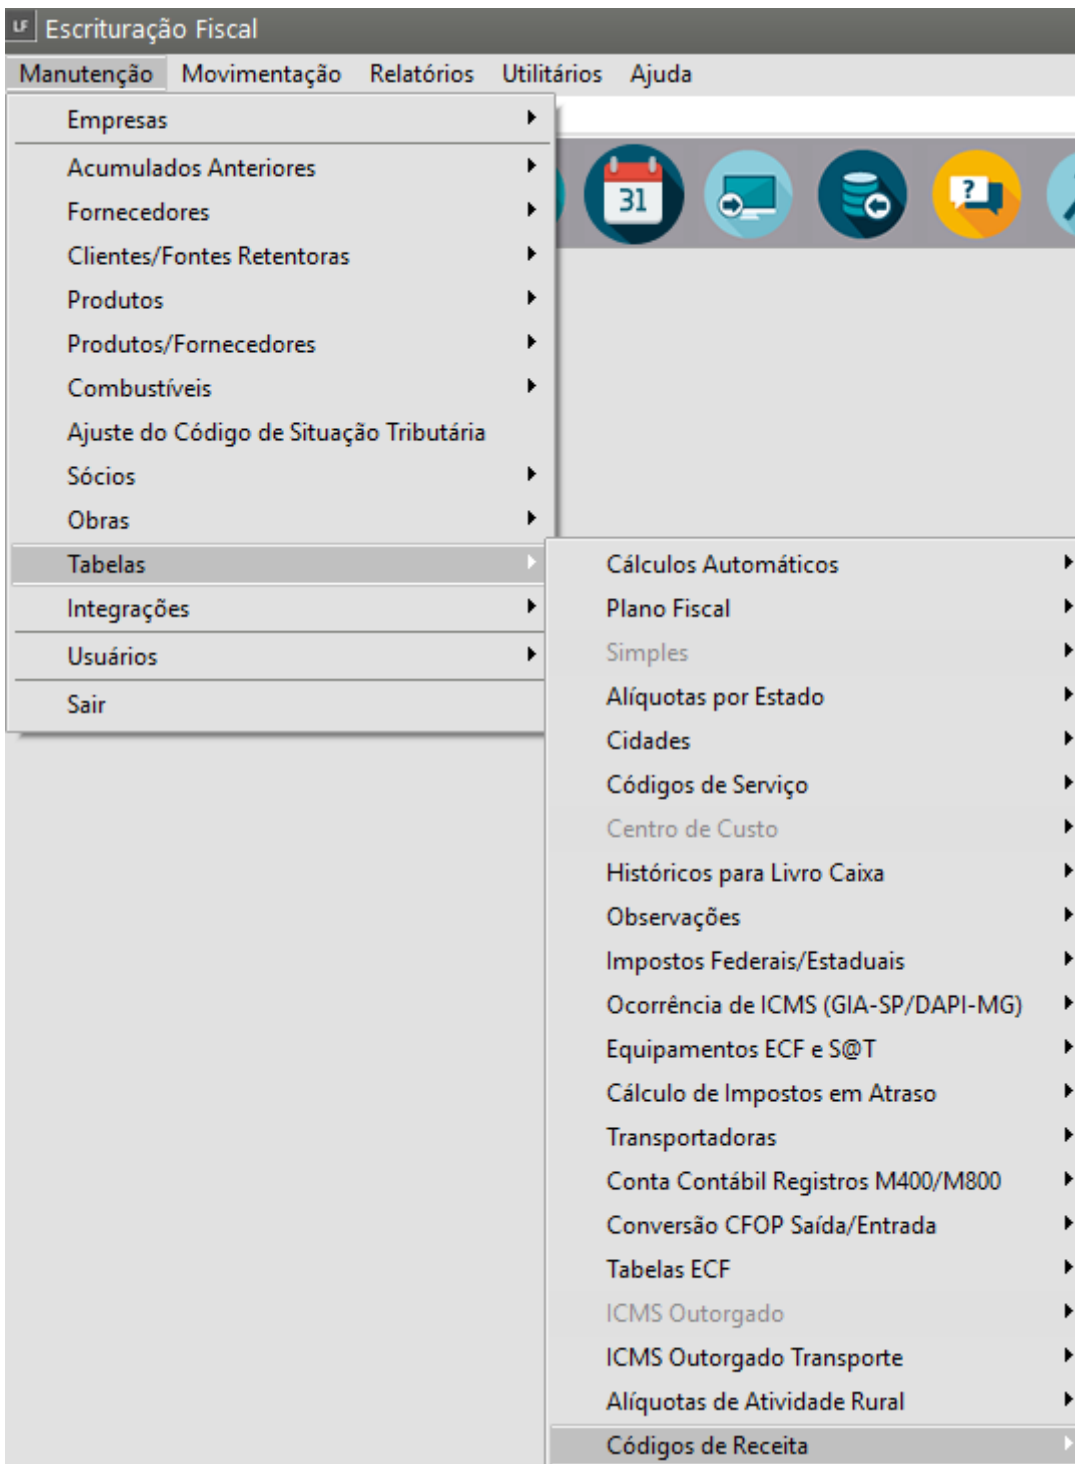 LF Escrituração Fiscal
Manutenção Movimentação Relatórios Utilitários Ajuda
Empresas
Acumulados Anteriores
Fornecedores
Clientes/Fontes Retentoras
Produtos
Produtos/Fornecedores
Combustíveis
Ajuste do Código de Situação Tributária
Sócios
Obras
Tabelas
Integrações
Usuários
Sair
31
?
Cálculos Automáticos
Plano Fiscal
Simples
Alíquotas por Estado
Cidades
Códigos de Serviço
Centro de Custo
Históricos para Livro Caixa
Observações
Impostos Federais/Estaduais
Ocorrência de ICMS (GIA-SP/DAPI-MG)
Equipamentos ECF e S@T
Cálculo de Impostos em Atraso
Transportadoras
Conta Contábil Registros M400/M800
Conversão CFOP Saída/Entrada
Tabelas ECF
ICMS Outorgado
ICMS Outorgado Transporte
Alíquotas de Atividade Rural
Códigos de Receita